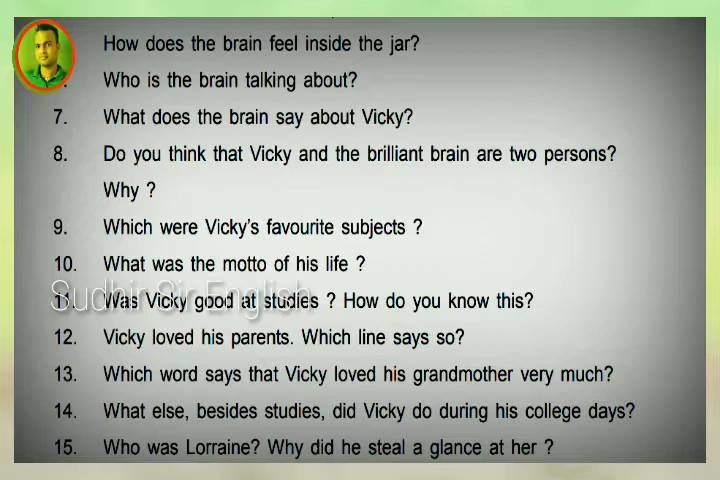 How does the brain feel inside the jar?
Who is the brain talking about?
7. What does the brain say about Vicky?
8. Do you think that Vicky and the brilliant brain are two persons?
Why ?
9. Which were Vicky's favourite subjects ?
10. What was the motto of his life ?
Sudhir Sir English
11. Was Vicky good at studies ? How do you know this?
12. Vicky loved his parents. Which line says so?
13. Which word says that Vicky loved his grandmother very much?
14. What else, besides studies, did Vicky do during his college days?
15. Who was Lorraine? Why did he steal a glance at her ?